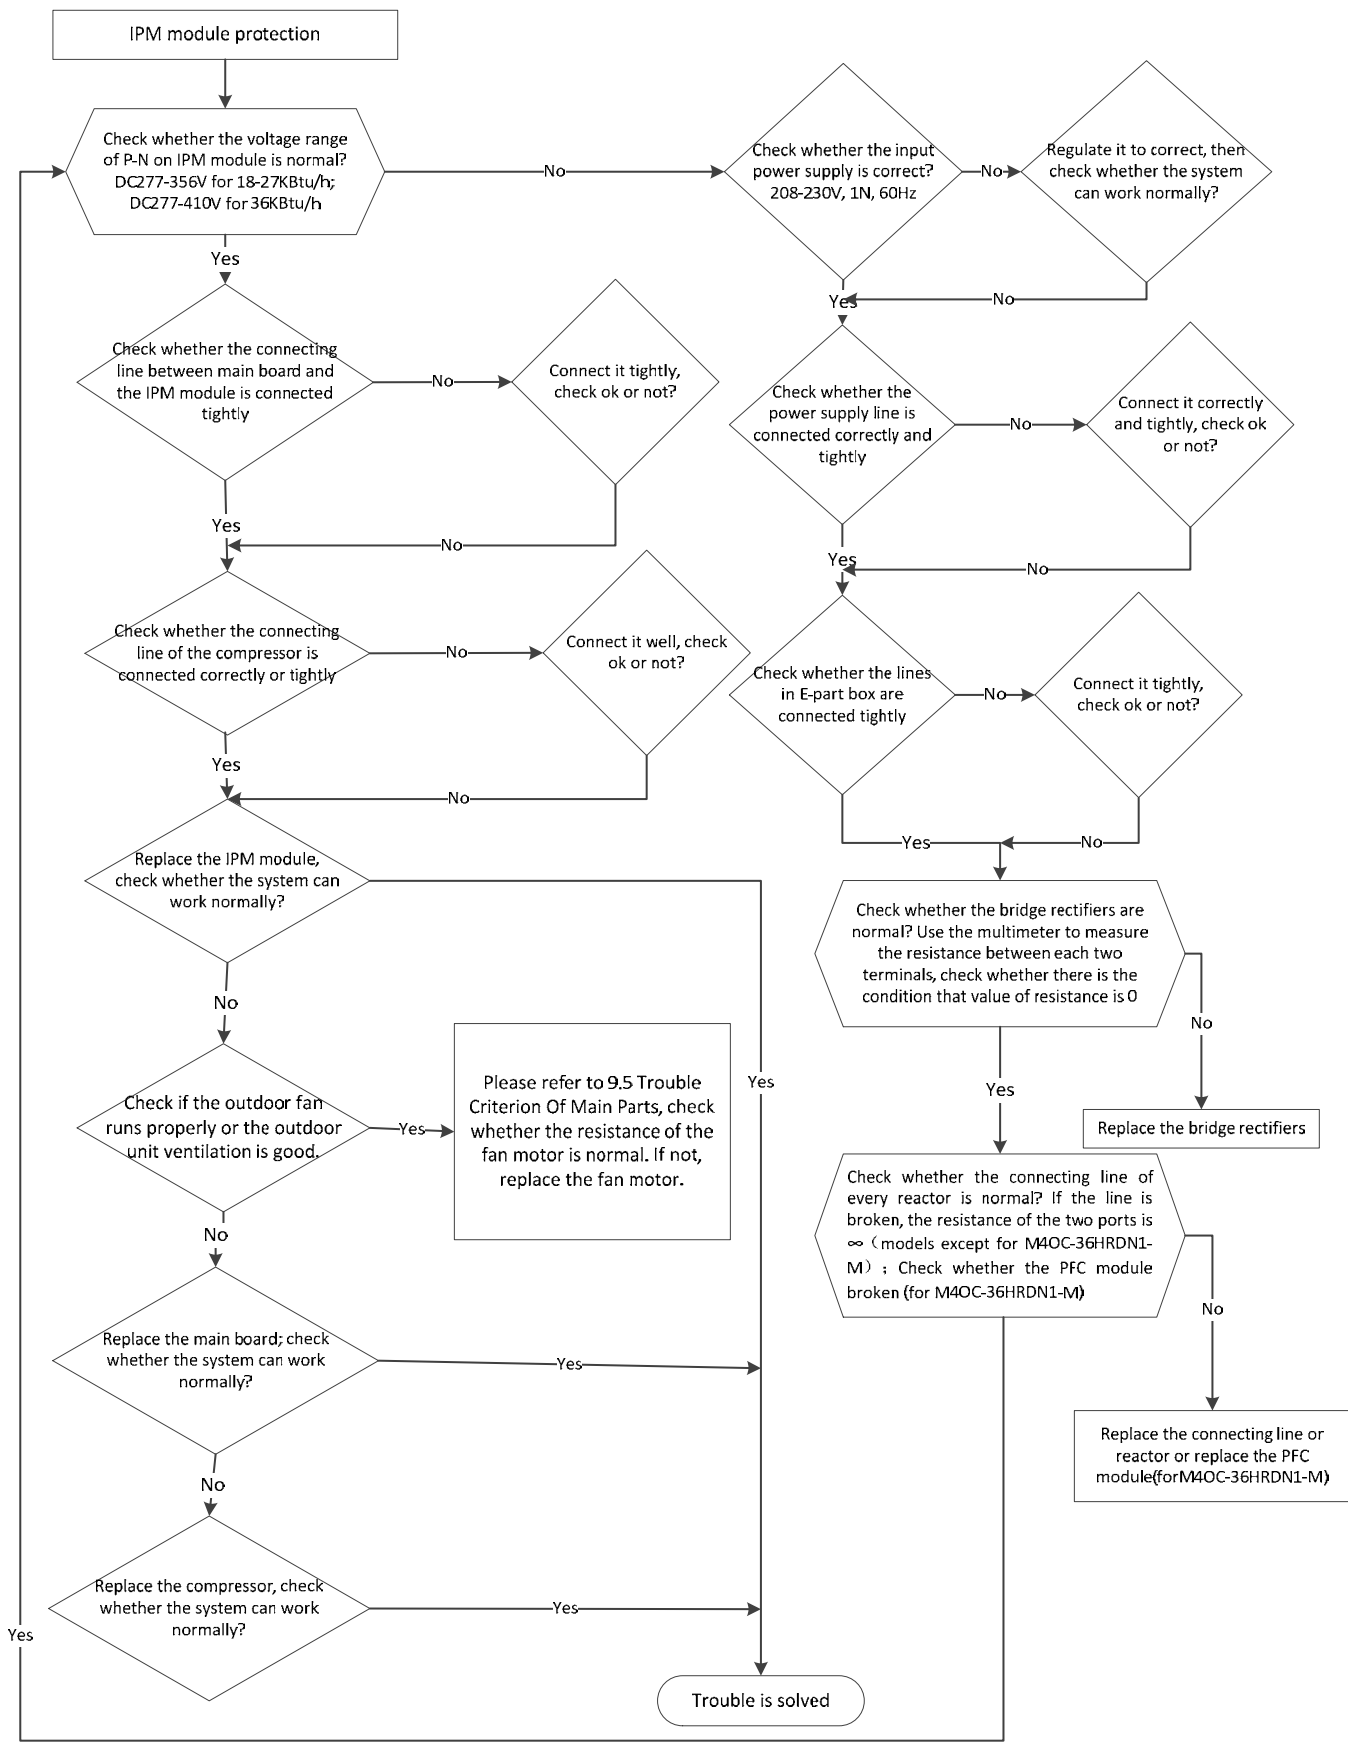 IPM module protection
Check whether the voltage range
of P-N on IPM module is normal?
DC277-356V for 18-27KBtu/h;
DC277-410V for 36KBtu/h
No
Check whether the input
power supply is correct?
208-230V, 1N, 60Hz
No
Regulate it to correct, then
check whether the system
can work normally?
Yes
Yes
No
Check whether the connecting
line between main board and
the IPM module is connected
tightly
No
Connect it tightly,
check ok or not?
Check whether the
power supply line is
connected correctly and
tightly
No
Connect it correctly
and tightly, check ok
or not?
Yes
No
Yes
No
Check whether the connecting
line of the compressor is
connected correctly or tightly
No
Connect it well, check
ok or not?
Check whether the lines
in E-part box are
connected tightly
No
Connect it tightly,
check ok or not?
Yes
No
Yes
No
Replace the IPM module,
check whether the system can
work normally?
Check whether the bridge rectifiers are
normal? Use the multimeter to measure
the resistance between each two
terminals, check whether there is the
condition that value of resistance is 0
No
No
Yes
Yes
Replace the bridge rectifiers
Check if the outdoor fan
runs properly or the outdoor
unit ventilation is good.
Yes
Please refer to 9.5 Trouble
Criterion Of Main Parts, check
whether the resistance of the
fan motor is normal. If not,
replace the fan motor.
Check whether the connecting line of
every reactor is normal? If the line is
broken, the resistance of the two ports is
∞（models except for M4OC-36HRDN1-
M）; Check whether the PFC module
broken (for M4OC-36HRDN1-M)
No
No
Replace the main board; check
whether the system can work
normally?
Yes
Replace the connecting line or
reactor or replace the PFC
module(forM4OC-36HRDN1-M)
No
Replace the compressor, check
whether the system can work
normally?
Yes
Yes
Trouble is solved